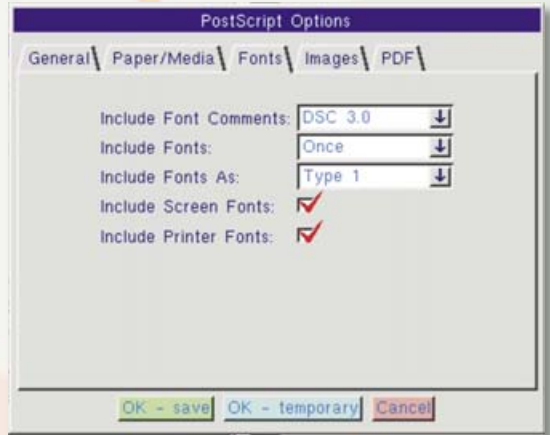 PostScript Options
General Paper/Media Fonts Images PDF
Include Font Comments: DSC 3.0
Include Fonts: Once
Include Fonts As: Type 1
Include Screen Fonts:
Include Printer Fonts:
OK - save OK - temporary Cancel